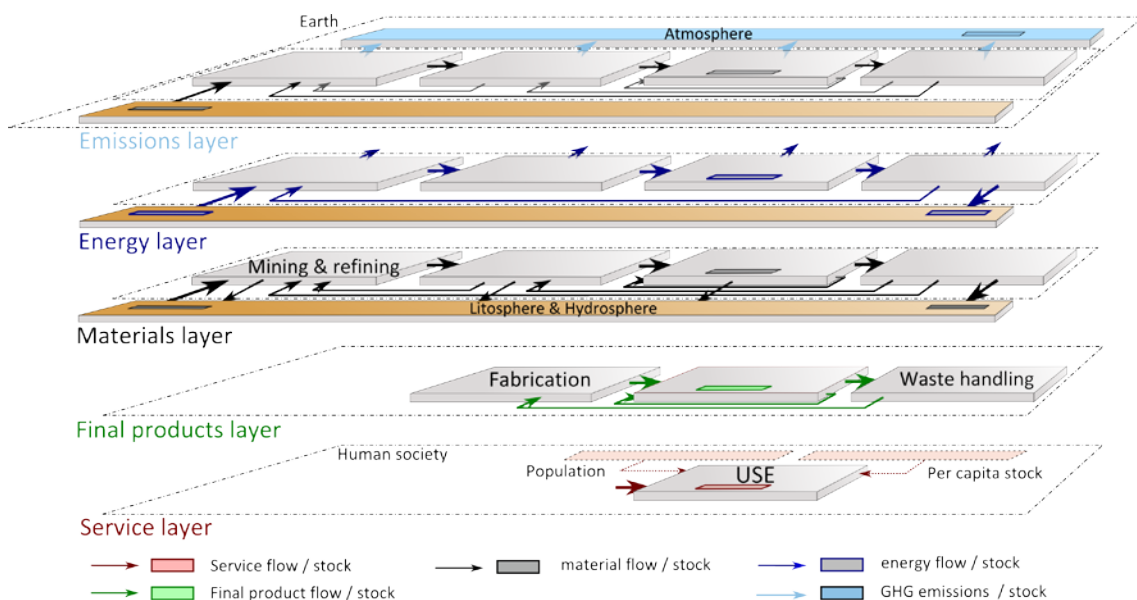 Earth
Atmosphere
Emissions layer
Energy layer
Mining & refining
Litosphere & Hydrosphere
Materials layer
Fabrication
Waste handling
Final products layer
Human society
Population
USE
Per capita stock
Service layer
Service flow / stock
material flow / stock
energy flow / stock
Final product flow / stock
GHG emissions / stock